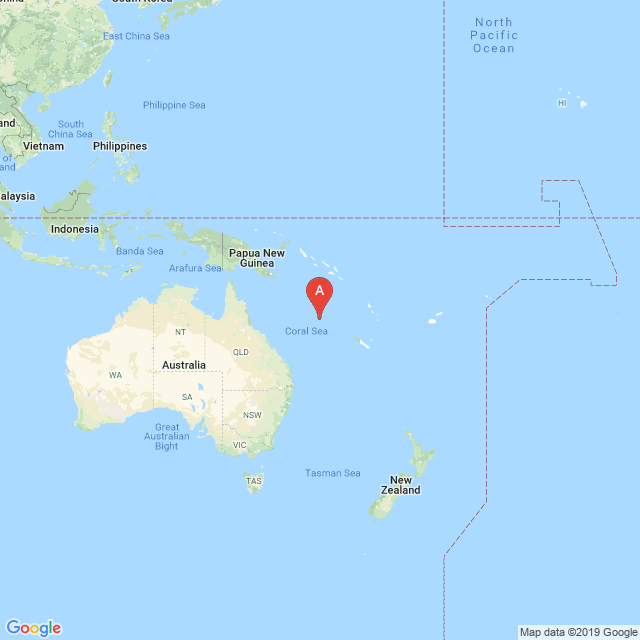 South Korea
China
East China Sea
North
Pacific
Ocean
Philippine Sea
HI
South
China Sea
and
Vietnam
Philippines
of
land
alaysia
Indonesia
Banda Sea
Papua New
Guinea
Arafura Sea
A
Coral Sea
NT
QLD
Australia
WA
SA
NSW
Great
Australian
Bight
VIC
TAS
Tasman Sea
New
Zealand
Google
Map data ©2019 Google